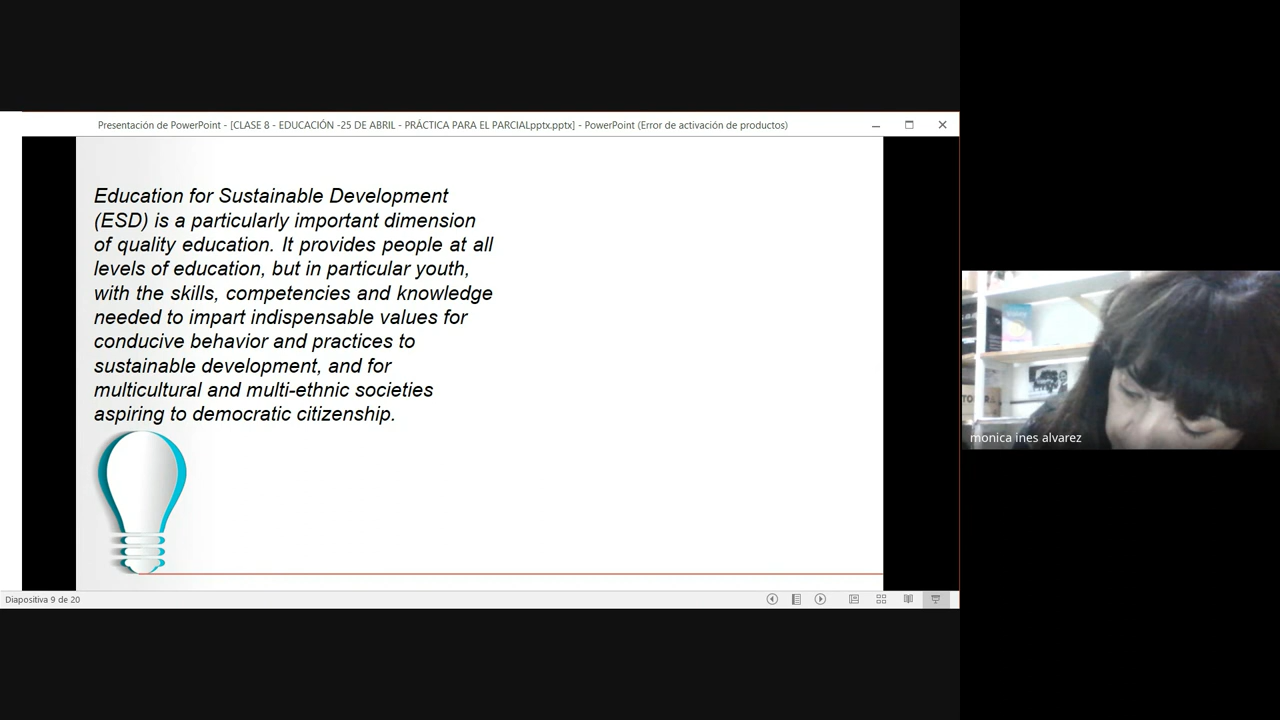 Presentación de PowerPoint - [CLASE 8 - EDUCACIÓN -25 DE ABRIL - PRÁCTICA PARA EL PARCIALpptx.pptx] - PowerPoint (Error de activación de productos)
Education for Sustainable Development
(ESD) is a particularly important dimension
of quality education. It provides people at all
levels of education, but in particular youth,
with the skills, competencies and knowledge
needed to impart indispensable values for
conducive behavior and practices to
sustainable development, and for
multicultural and multi-ethnic societies
aspiring to democratic citizenship.
Diapositiva 9 de 20
monica ines alvarez